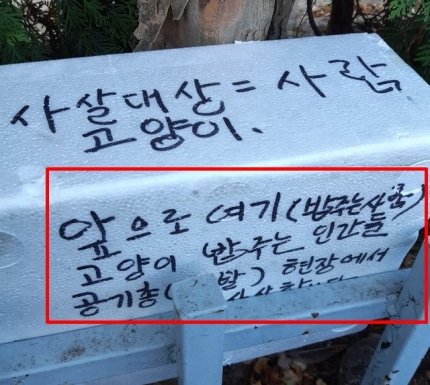 사살대상 = 사람
고양이.
앞으로 여기(밥주는사람)
고양이 밥주는 인간들
공기총( 발) 현장에서